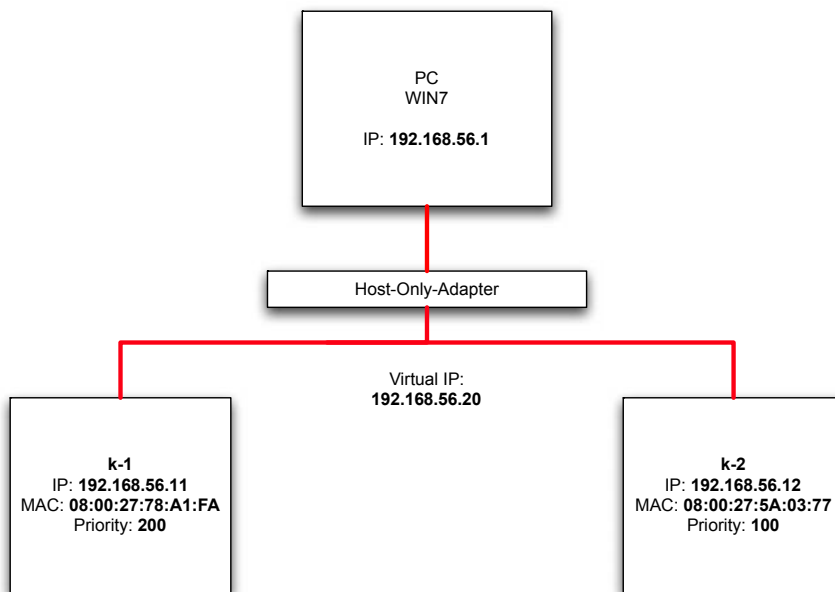 PC
WIN7
IP: 192.168.56.1
Host-Only-Adapter
Virtual IP:
192.168.56.20
k-1
IP: 192.168.56.11
MAC: 08:00:27:78:A1:FA
Priority: 200
k-2
IP: 192.168.56.12
MAC: 08:00:27:5A:03:77
Priority: 100